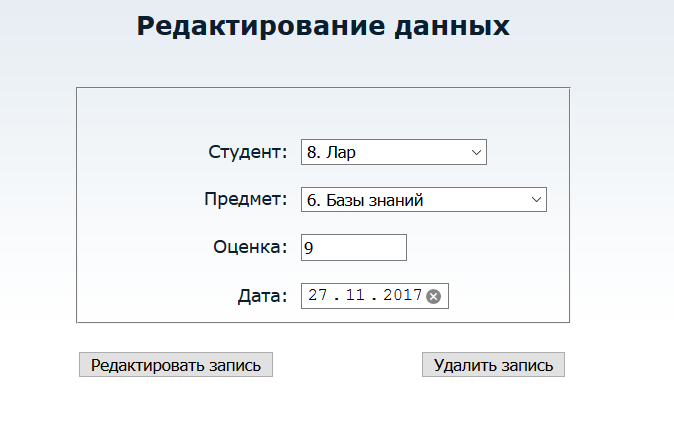 Редактирование данных
Студент: 8. Лар
Предмет: 6. Базы знаний
Оценка: 9
Дата: 27 . 11 . 2017
Редактировать запись Удалить запись